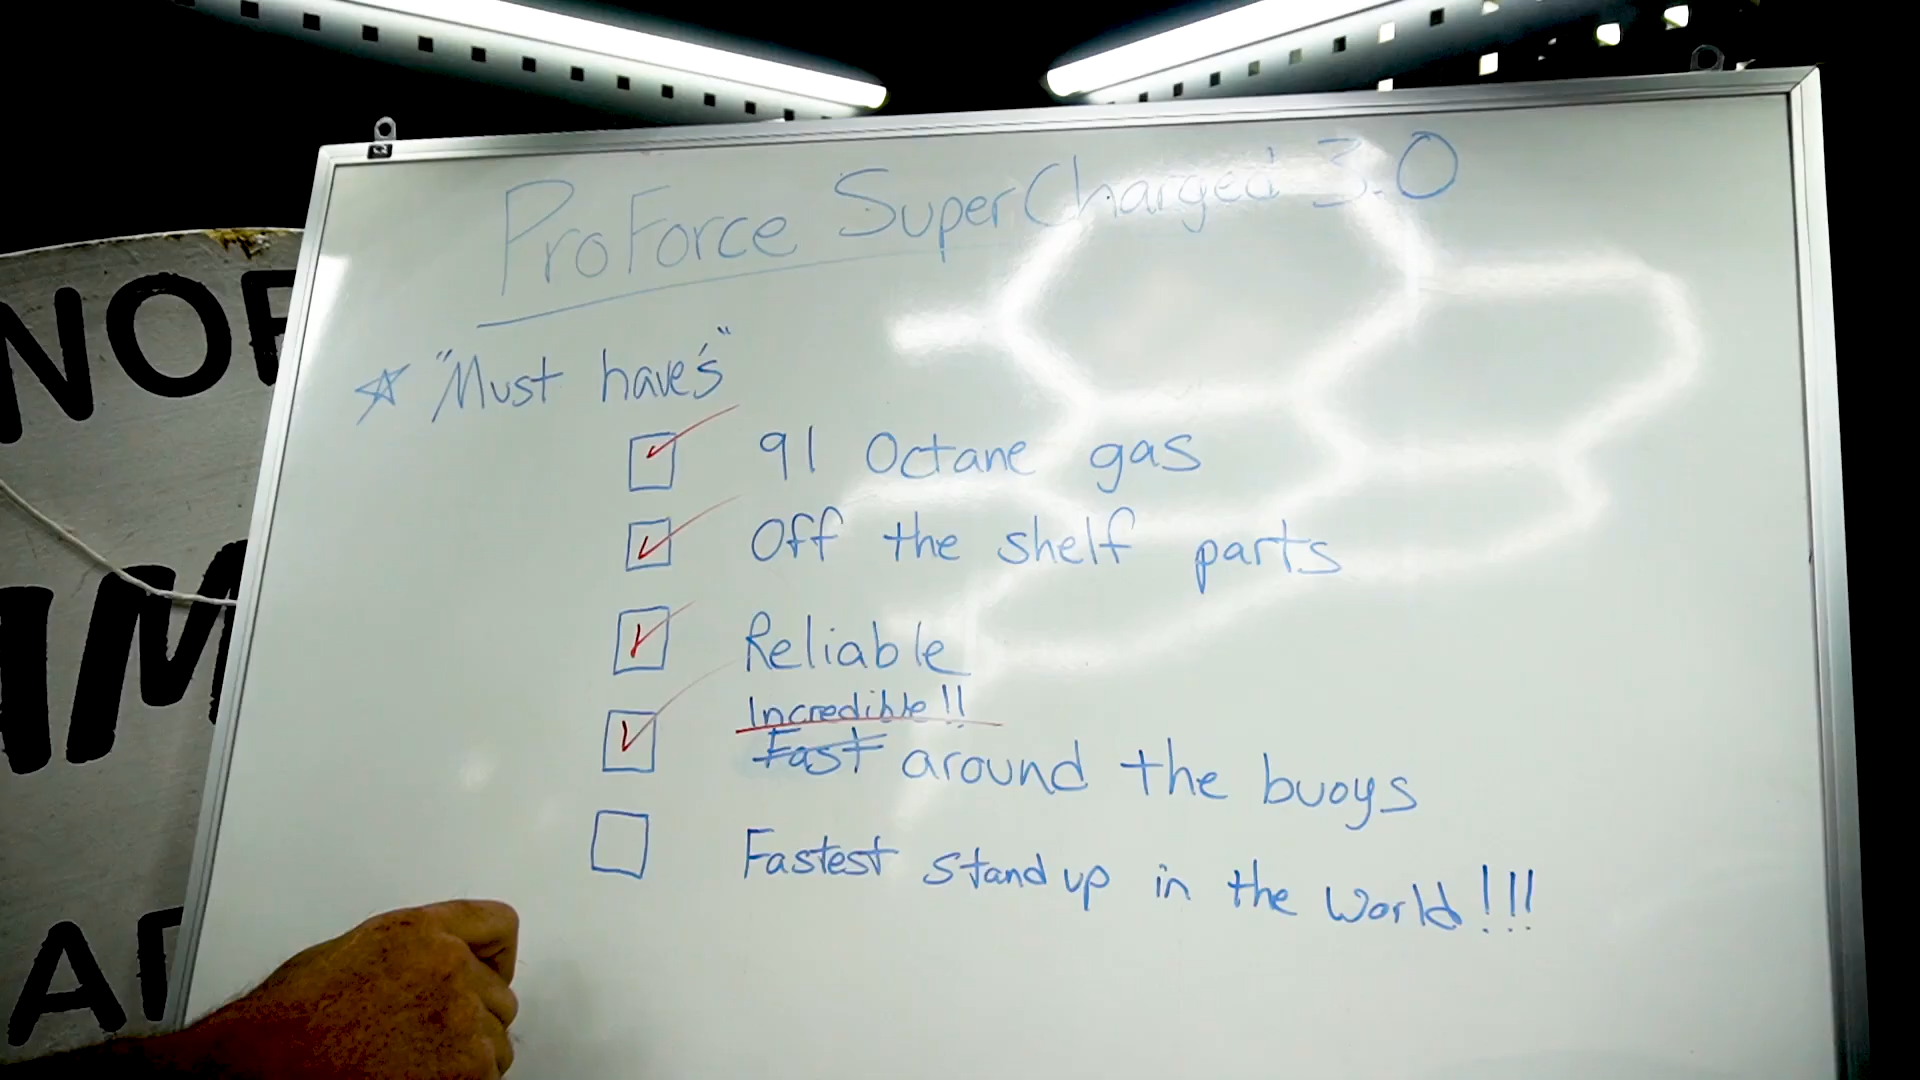 ProForce SuperCharged 3.0
"Must have's"
91 Octane gas
Off the shelf parts
Reliable
Incredible!!
Fast around the buoys
Fastest stand up in the World!!!